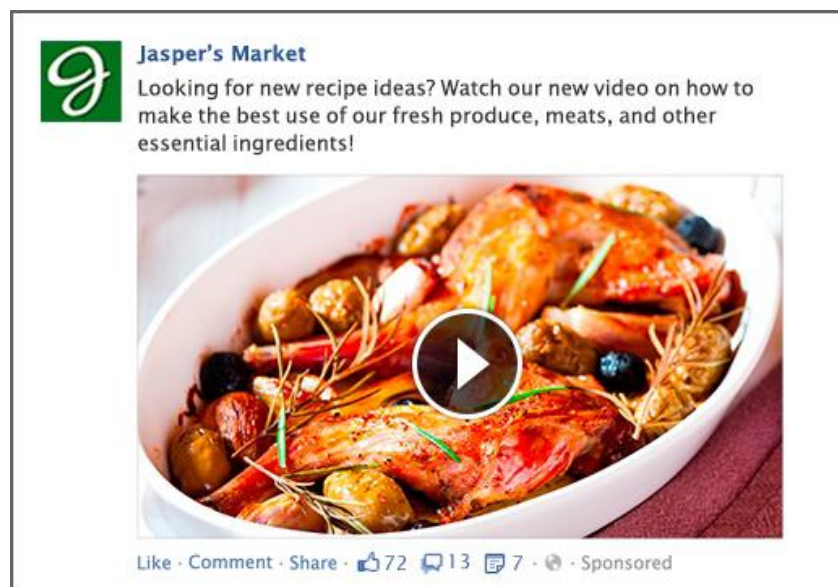 Jasper's Market
Looking for new recipe ideas? Watch our new video on how to
make the best use of our fresh produce, meats, and other
essential ingredients!
Like · Comment · Share · 72 13 7 · Sponsored